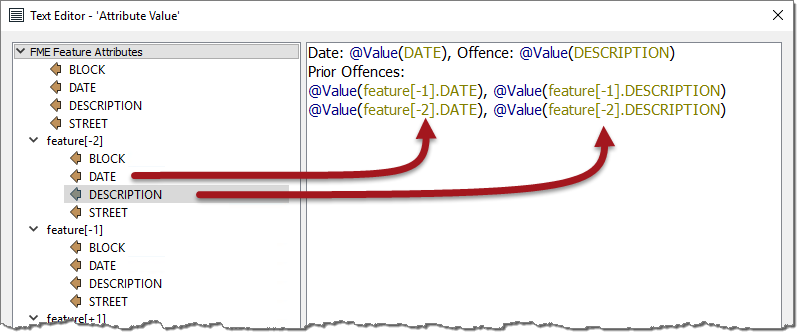 Text Editor - 'Attribute Value'
FME Feature Attributes
BLOCK
DATE
DESCRIPTION
STREET
feature[-2]
BLOCK
DATE
DESCRIPTION
STREET
feature[-1]
BLOCK
DATE
DESCRIPTION
STREET
feature[+1]
Date: @Value(DATE), Offence: @Value(DESCRIPTION)
Prior Offences:
@Value(feature[-1].DATE), @Value(feature[-1].DESCRIPTION)
@Value(feature[-2].DATE), @Value(feature[-2].DESCRIPTION)